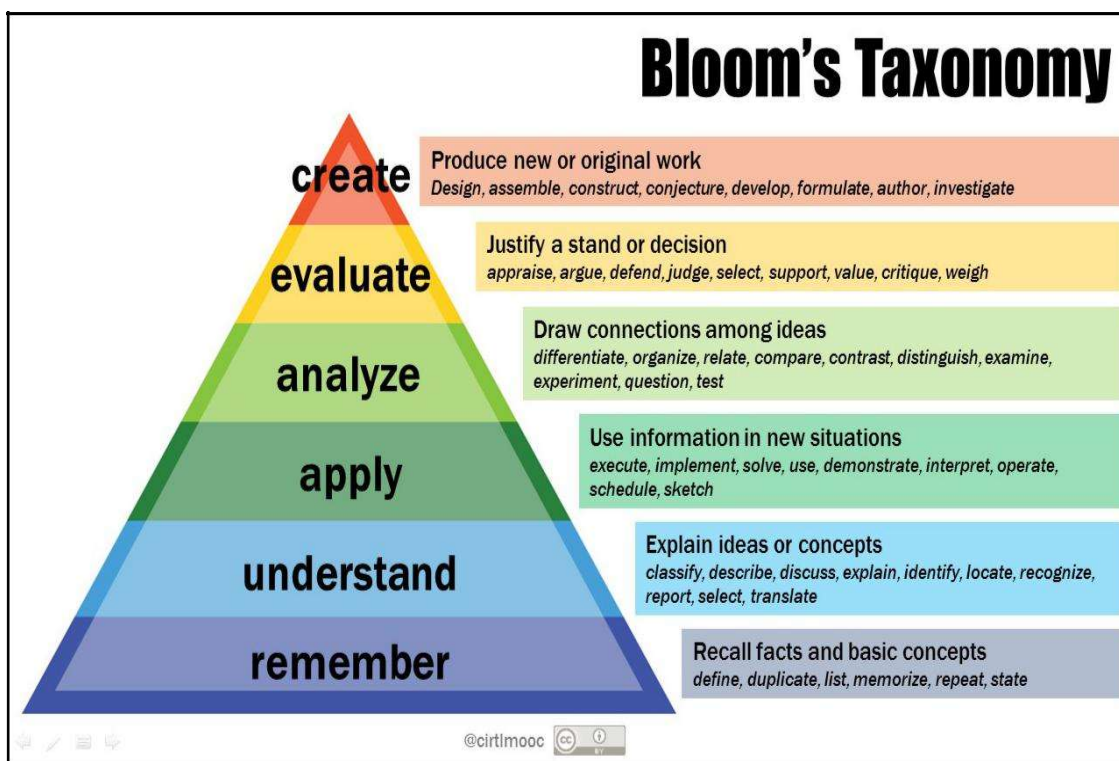 Bloom's Taxonomy
create
Produce new or original work
Design, assemble, construct, conjecture, develop, formulate, author, investigate
evaluate
Justify a stand or decision
appraise, argue, defend, judge, select, support, value, critique, weigh
analyze
Draw connections among ideas
differentiate, organize, relate, compare, contrast, distinguish, examine,
experiment, question, test
apply
Use information in new situations
execute, implement, solve, use, demonstrate, interpret, operate,
schedule, sketch
understand
Explain ideas or concepts
classify, describe, discuss, explain, identify, locate, recognize,
report, select, translate
remember
Recall facts and basic concepts
define, duplicate, list, memorize, repeat, state
@cirtlmooc
cc
BY